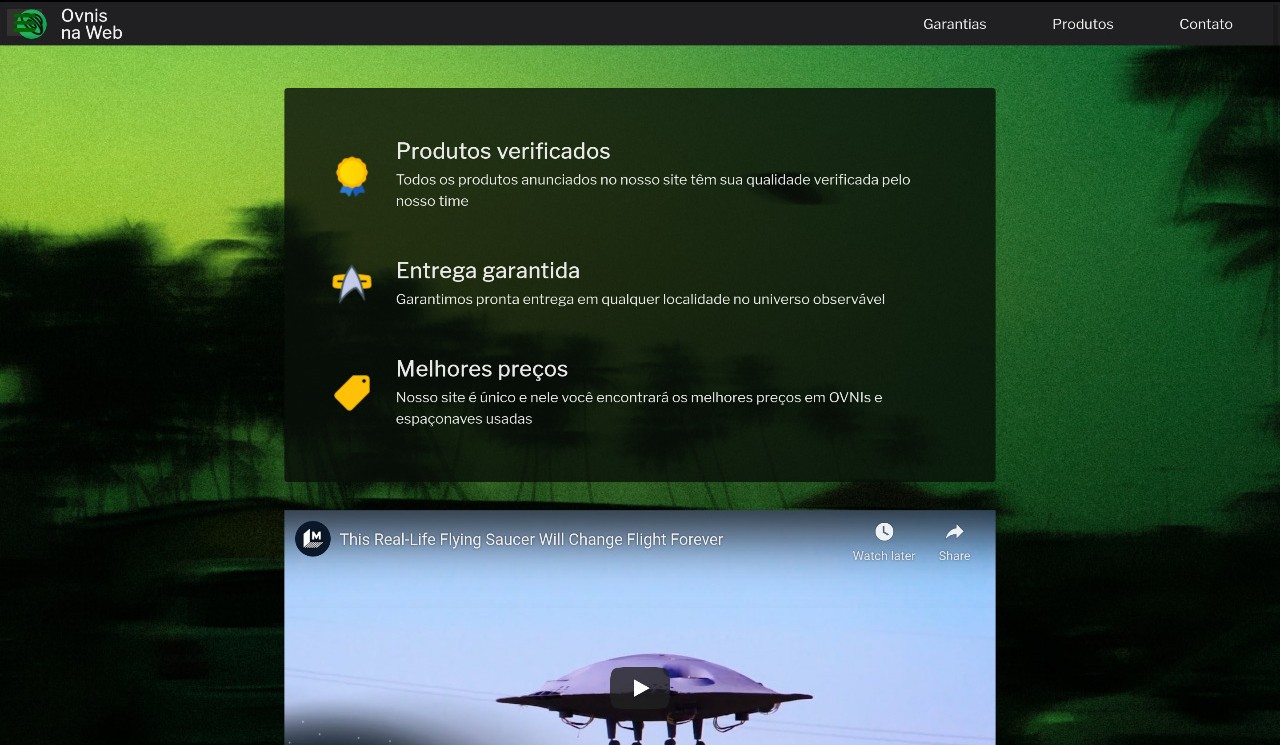 Ovnis
na Web
Garantias
Produtos
Contato
Produtos verificados
Todos os produtos anunciados no nosso site têm sua qualidade verificada pelo
nosso time
Entrega garantida
Garantimos pronta entrega em qualquer localidade no universo observável
Melhores preços
Nosso site é único e nele você encontrará os melhores preços em OVNIs e
espaçonaves usadas
M
This Real-Life Flying Saucer Will Change Flight Forever
Watch later
Share